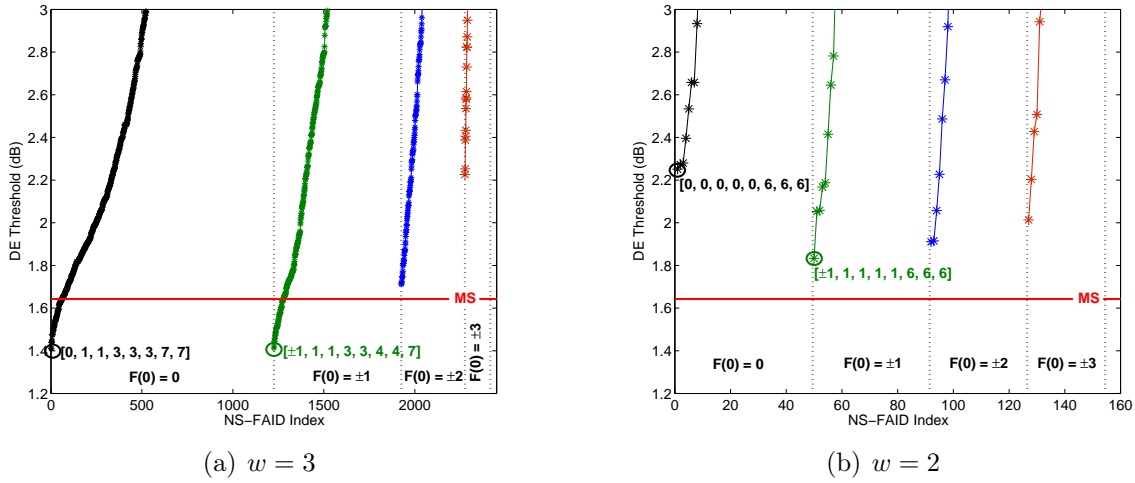 3
2.8
2.6
2.4
2.2
2
1.8
1.6
1.4
1.2
DE Threshold (dB)
MS
[0, 1, 1, 3, 3, 3, 7, 7]
[±1, 1, 1, 3, 3, 4, 4, 7]
F(0) = 0
F(0) = ±1
F(0) = ±2
F(0) = ±3
0
500
1000
1500
2000
NS−FAID Index
(a) w = 3
3
2.8
2.6
2.4
2.2
2
1.8
1.6
1.4
1.2
DE Threshold (dB)
[0, 0, 0, 0, 0, 6, 6, 6]
[±1, 1, 1, 1, 1, 6, 6, 6]
MS
F(0) = 0
F(0) = ±1
F(0) = ±2
F(0) = ±3
0
20
40
60
80
100
120
140
160
NS−FAID Index
(b) w = 2